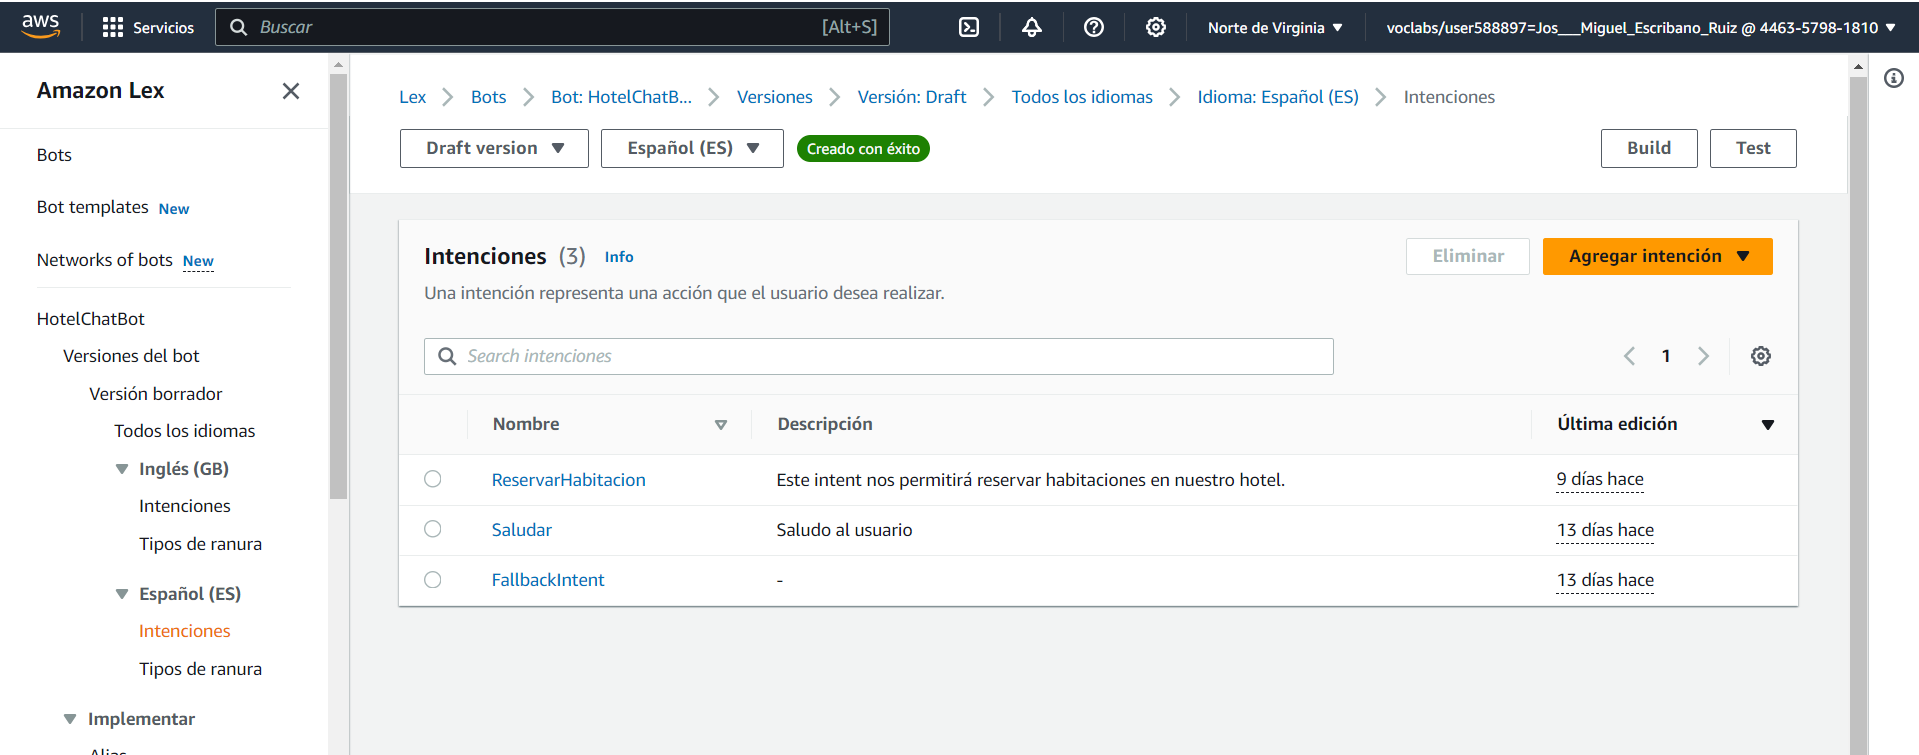 aws Servicios Buscar [Alt+S] Norte de Virginia voclabs/user588897=Jos___Miguel_Escribano_Ruiz @ 4463-5798-1810
Amazon Lex
Bots
Bot templates New
Networks of bots New
HotelChatBot
Versiones del bot
Versión borrador
Todos los idiomas
Inglés (GB)
Intenciones
Tipos de ranura
Español (ES)
Intenciones
Tipos de ranura
Implementar
Alias
Lex Bots Bot: HotelChatB... Versiones Versión: Draft Todos los idiomas Idioma: Español (ES) Intenciones
Draft version Español (ES) Creado con éxito Build Test
Intenciones (3) Info Eliminar Agregar intención
Una intención representa una acción que el usuario desea realizar.
Search intenciones 1
Nombre Descripción Última edición
ReservarHabitacion Este intent nos permitirá reservar habitaciones en nuestro hotel. 9 días hace
Saludar Saludo al usuario 13 días hace
FallbackIntent - 13 días hace